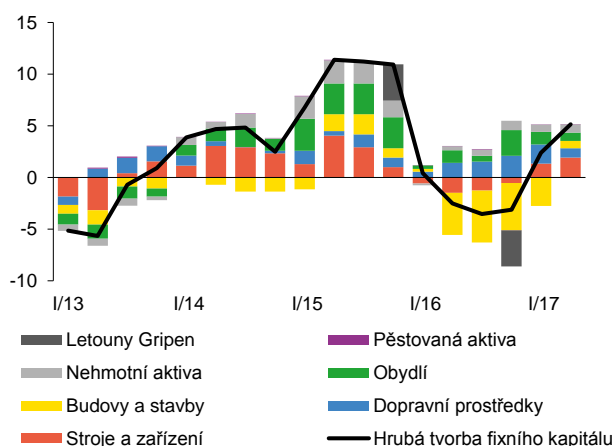 15
10
5
0
-5
-10
I/13 I/14 I/15 I/16 I/17
Letouny Gripen
Pěstovaná aktiva
Nehmotní aktiva
Obydlí
Budovy a stavby
Dopravní prostředky
Stroje a zařízení
Hrubá tvorba fixního kapitálu